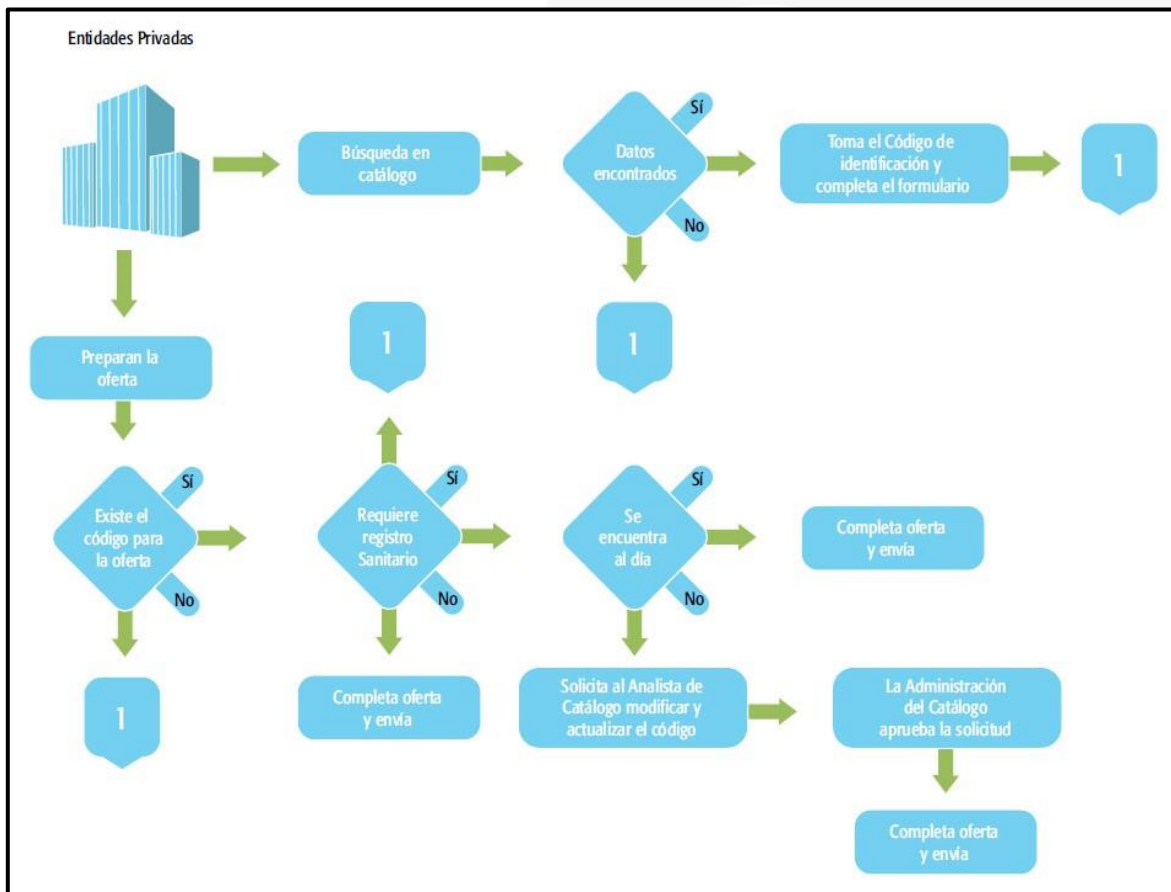 Entidades Privadas
Búsqueda en
catálogo
Datos
encontrados
Sí
No
Toma el Código de
identificación y
completa el formulario
1
1
1
Preparan la
oferta
Existe el
código para
la oferta
Sí
No
Requiere
registro
Sanitario
Sí
No
Se
encuentra
al día
Sí
No
Completa oferta
y envía
1
Completa oferta
y envía
Solicita al Analista de
Catálogo modificar y
actualizar el código
La Administración
del Catálogo
aprueba la solicitud
Completa oferta
y envía